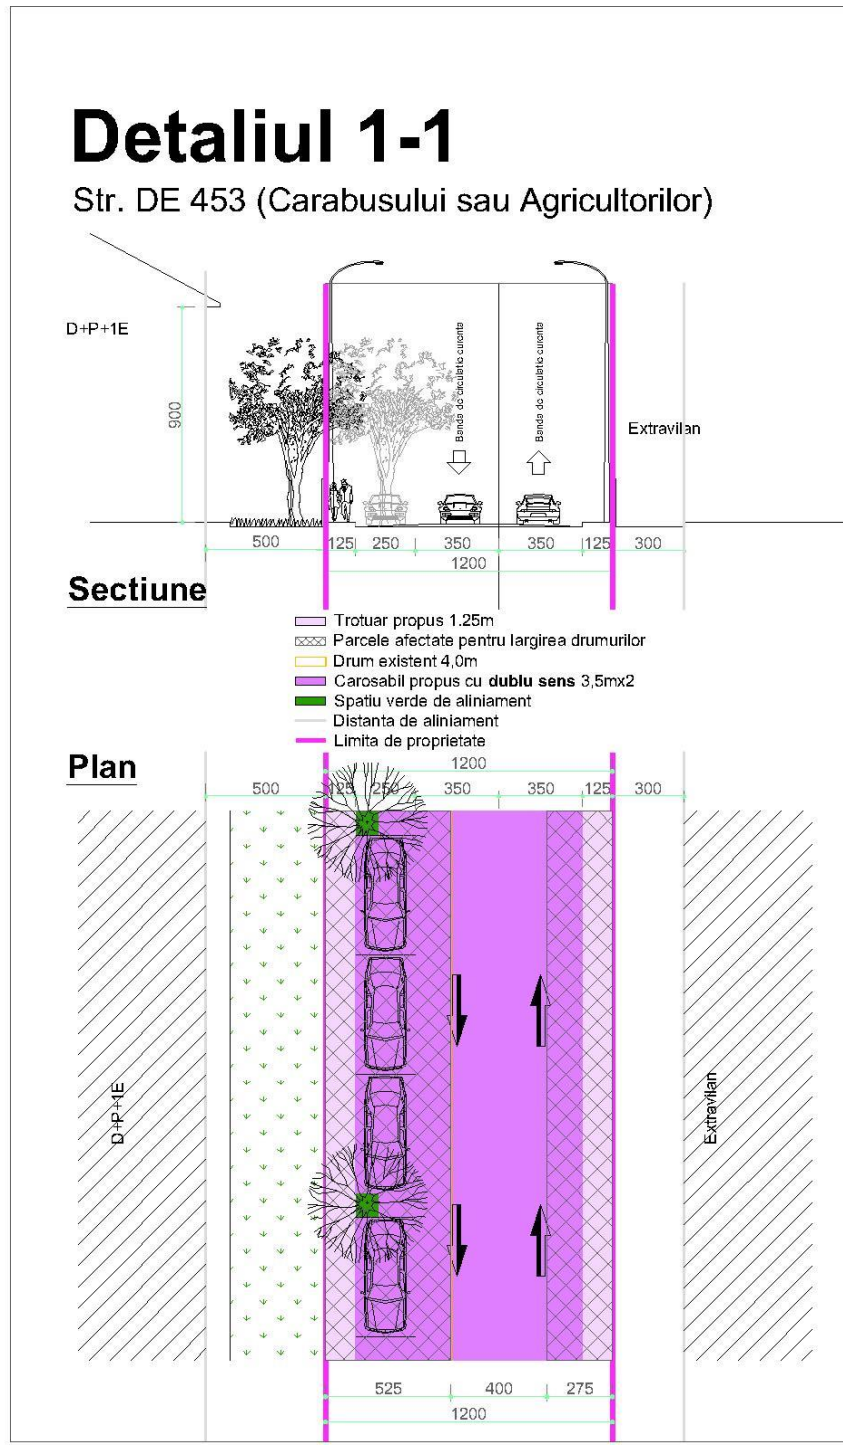 Detaliul 1-1
Str. DE 453 (Carabusului sau Agricultorilor)
D+P+1E
900
Banda de circulatie curenta
Banda de circulatie curenta
Extravilan
500 125 250 350 350 125 300
1200
Sectiune
Trotuar propus 1.25m
Parcele afectate pentru largirea drumurilor
Drum existent 4,0m
Carosabil propus cu dublu sens 3,5mx2
Spatiu verde de aliniament
Distanta de aliniament
Limita de proprietate
Plan
1200
500 125 250 350 350 125 300
D+P+1E
Extravilan
525 400 275
1200